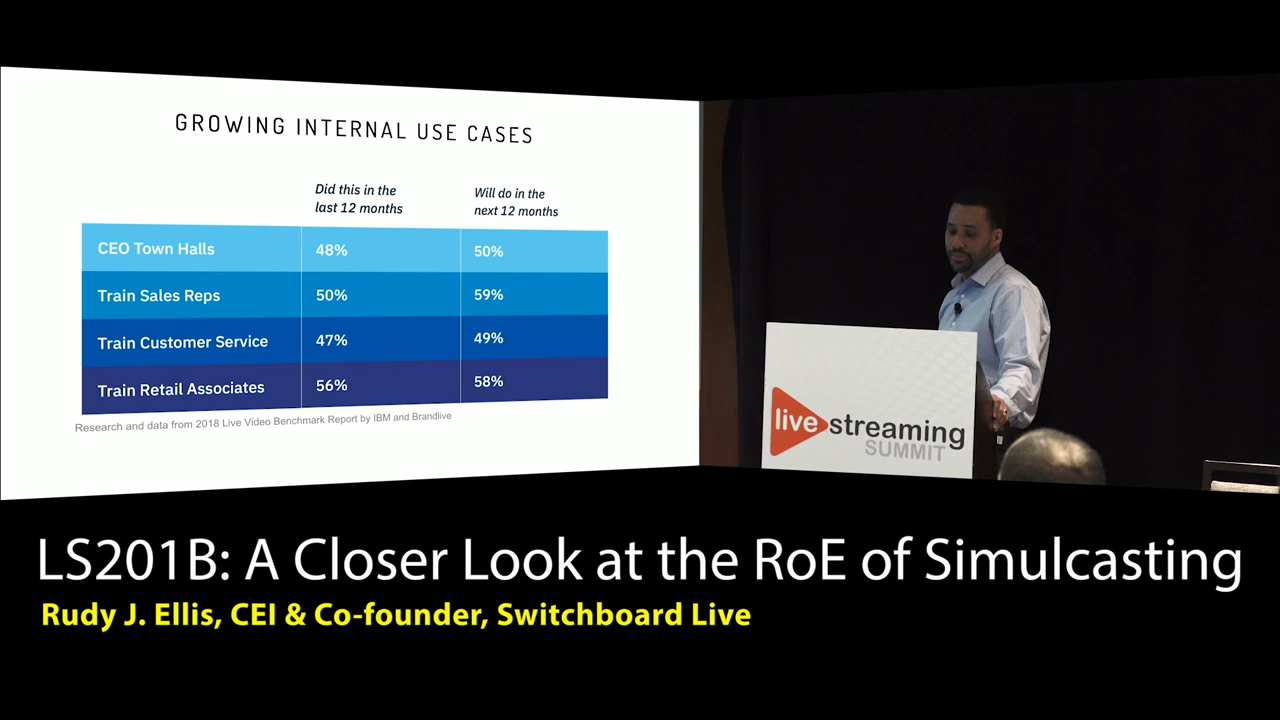 GROWING INTERNAL USE CASES
Did this in the
last 12 months
Will do in the
next 12 months
CEO Town Halls 48% 50%
Train Sales Reps 50% 59%
Train Customer Service 47% 49%
Train Retail Associates 56% 58%
Research and data from 2018 Live Video Benchmark Report by IBM and Brandlive
live streaming
SUMMIT
LS201B: A Closer Look at the RoE of Simulcasting
Rudy J. Ellis, CEI & Co-founder, Switchboard Live